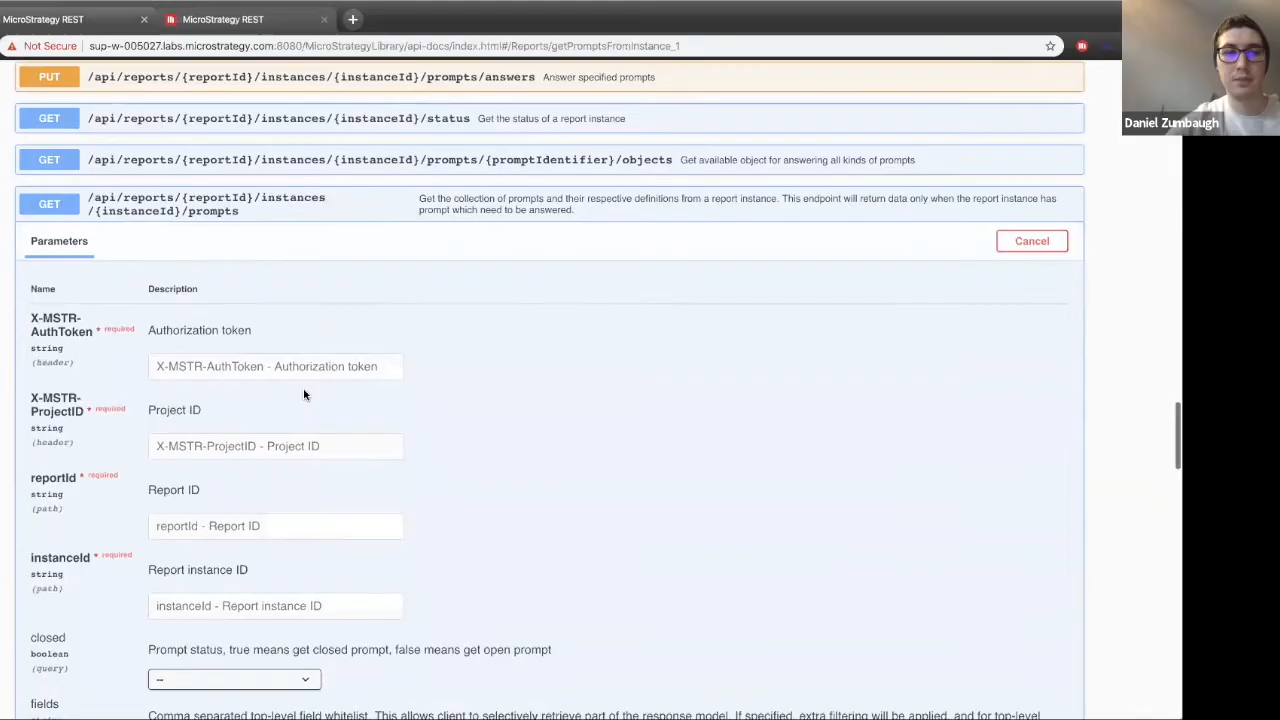 MicroStrategy REST
MicroStrategy REST
Not Secure
sup-w-005027.labs.microstrategy.com:8080/MicroStrategyLibrary/api-docs/index.html#/Reports/getPromptsFromInstance_1
PUT /api/reports/{reportId}/instances/{instanceId}/prompts/answers Answer specified prompts
Daniel Zumbaugh
GET /api/reports/{reportId}/instances/{instanceId}/status Get the status of a report instance
GET /api/reports/{reportId}/instances/{instanceId}/prompts/{promptIdentifier}/objects Get available object for answering all kinds of prompts
GET /api/reports/{reportId}/instances
/{instanceId}/prompts
Get the collection of prompts and their respective definitions from a report instance. This endpoint will return data only when the report instance has
prompt which need to be answered.
Parameters
Cancel
Name Description
X-MSTR-
AuthToken * required
string
(header)
Authorization token
X-MSTR-AuthToken - Authorization token
X-MSTR-
ProjectID * required
string
(header)
Project ID
X-MSTR-ProjectID - Project ID
reportId * required
string
(path)
Report ID
reportId - Report ID
instanceId * required
string
(path)
Report instance ID
instanceId - Report instance ID
closed
boolean
(query)
Prompt status, true means get closed prompt, false means get open prompt
--
fields
Comma separated top-level field whitelist. This allows client to selectively retrieve part of the response model. If specified, extra filtering will be applied, and for top-level